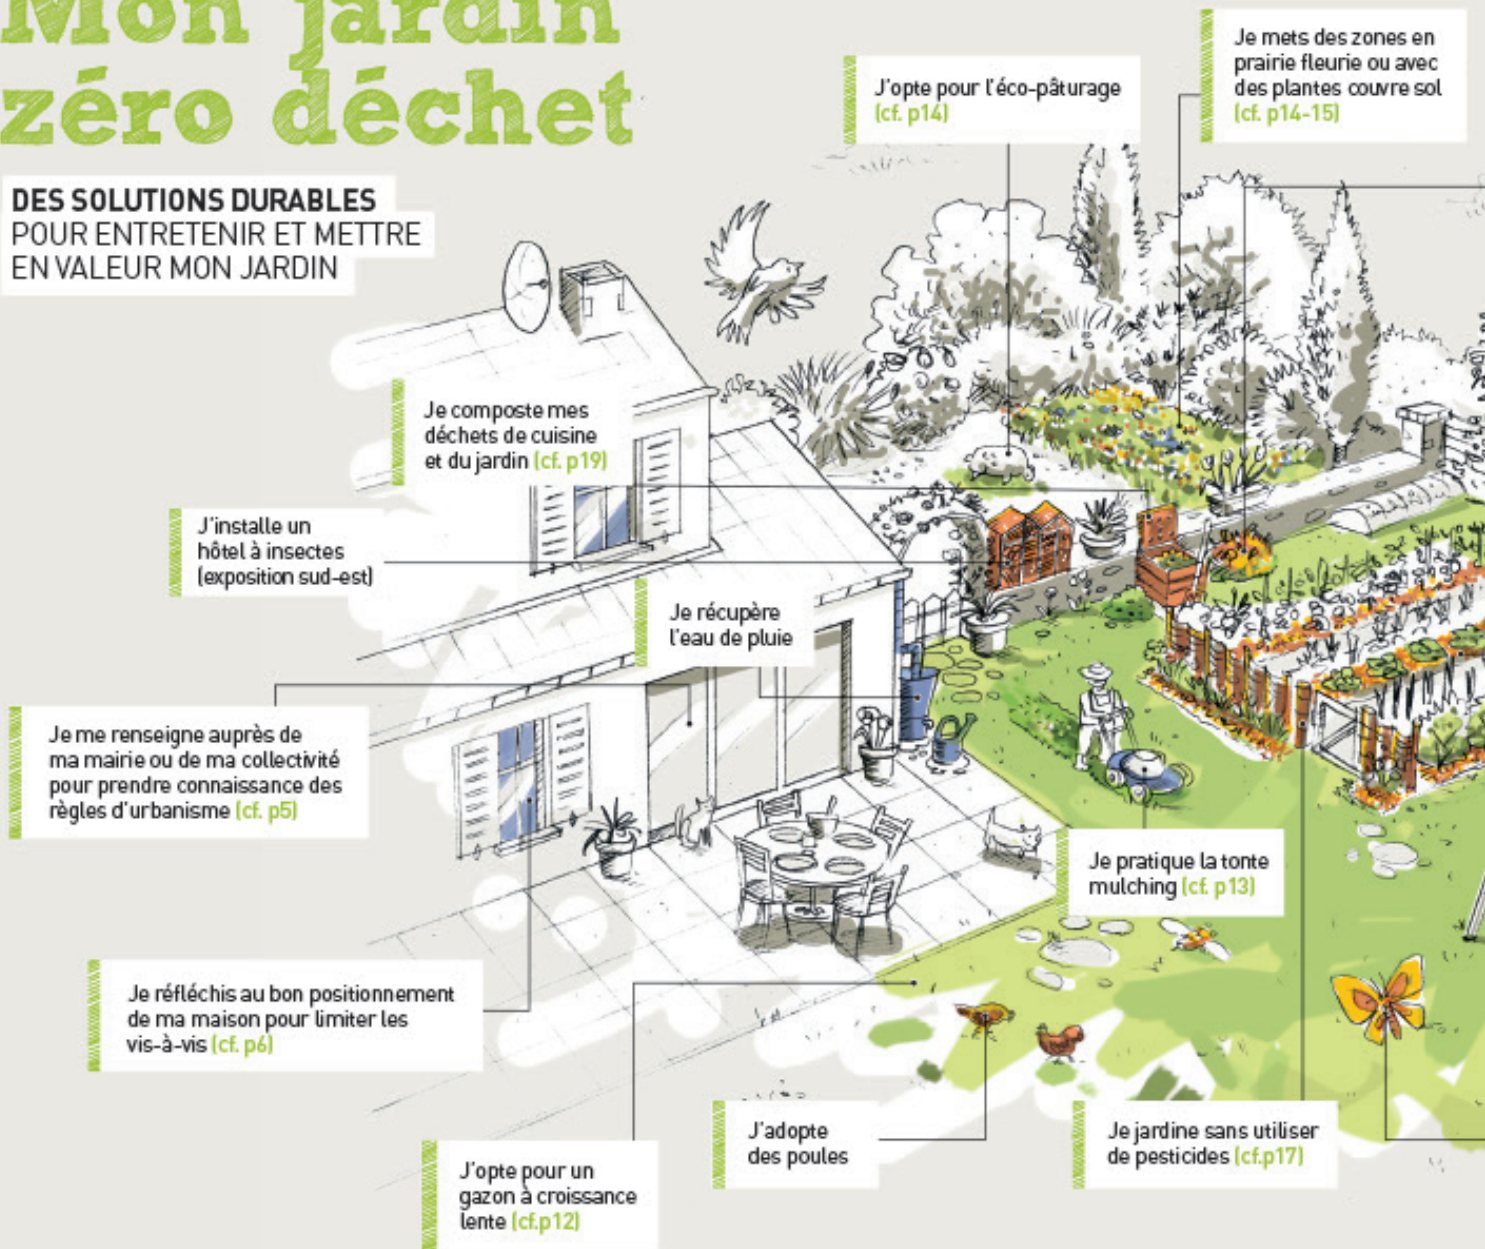 Mon jardin
zéro déchet
DES SOLUTIONS DURABLES
POUR ENTRETENIR ET METTRE
EN VALEUR MON JARDIN
J'opte pour l'éco-pâturage
(cf. p14)
Je mets des zones en
prairie fleurie ou avec
des plantes couvre sol
(cf. p14-15)
Je composte mes
déchets de cuisine
et du jardin (cf. p19)
J'installe un
hôtel à insectes
(exposition sud-est)
Je récupère
l'eau de pluie
Je me renseigne auprès de
ma mairie ou de ma collectivité
pour prendre connaissance des
règles d'urbanisme (cf. p5)
Je pratique la tonte
mulching (cf. p13)
Je réfléchis au bon positionnement
de ma maison pour limiter les
vis-à-vis (cf. p6)
J'adopte
des poules
Je jardine sans utiliser
de pesticides (cf.p17)
J'opte pour un
gazon à croissance
lente (cf.p12)